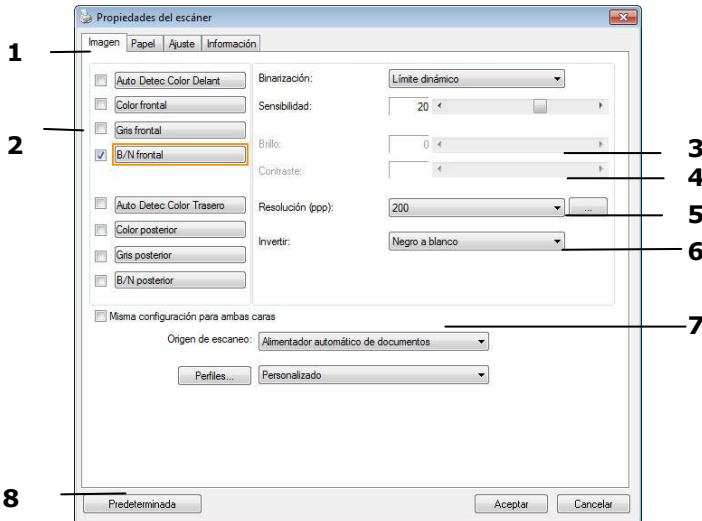 Propiedades del escáner
Imagen Papel Ajuste Información
1
Auto Detec Color Delant
Color frontal
Gris frontal
B/N frontal
2
Auto Detec Color Trasero
Color posterior
Gris posterior
B/N posterior
Binarización: Límite dinámico
Sensibilidad: 20
Brillo: 0
3
Contraste:
4
Resolución (ppp): 200 ...
5
Invertir: Negro a blanco
6
Misma configuración para ambas caras
7
Origen de escaneo: Alimentador automático de documentos
Perfiles... Personalizado
8
Predeterminada Aceptar Cancelar